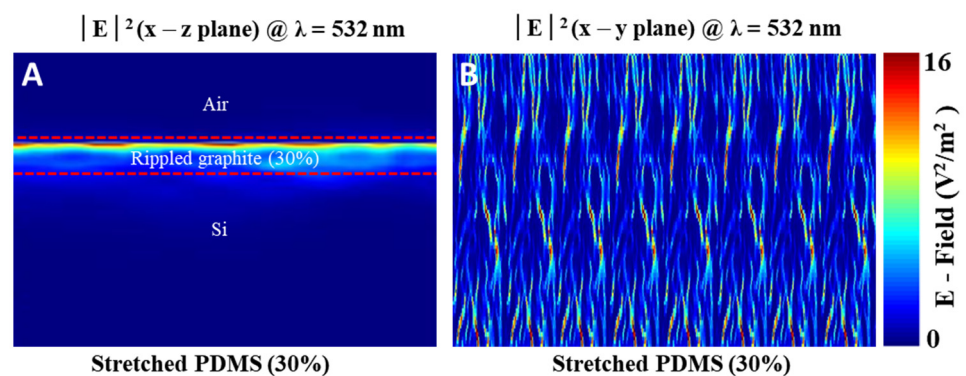 |E|² (x – z plane) @ λ = 532 nm
|E|² (x – y plane) @ λ = 532 nm
A
Air
Rippled graphite (30%)
Si
B
16
E - Field (V²/m²)
0
Stretched PDMS (30%)
Stretched PDMS (30%)